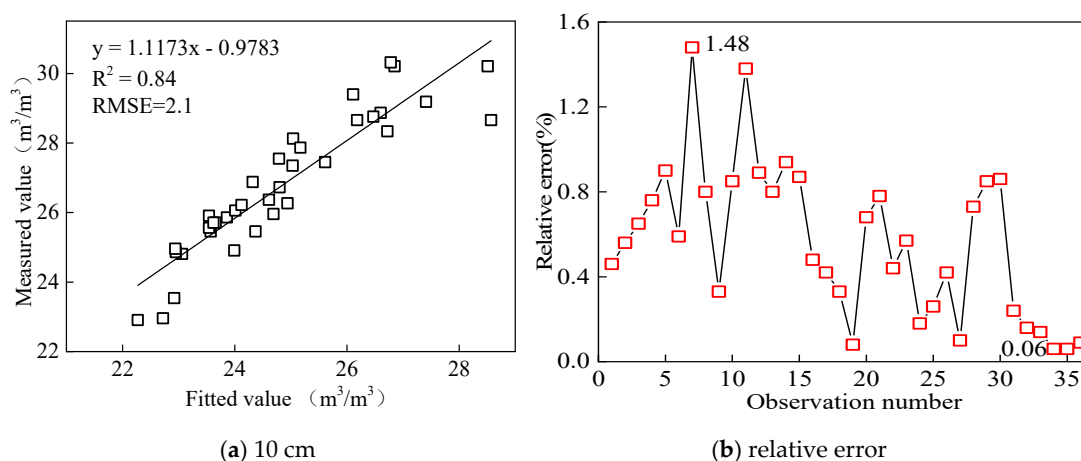 y = 1.1173x - 0.9783
R² = 0.84
RMSE=2.1
Measured value （m³/m³）
30
28
26
24
22
22 24 26 28
Fitted value （m³/m³）
(a) 10 cm
Relative error(%)
1.6
1.2
0.8
0.4
0.0
1.48
0.06
0 5 10 15 20 25 30 35
Observation number
(b) relative error